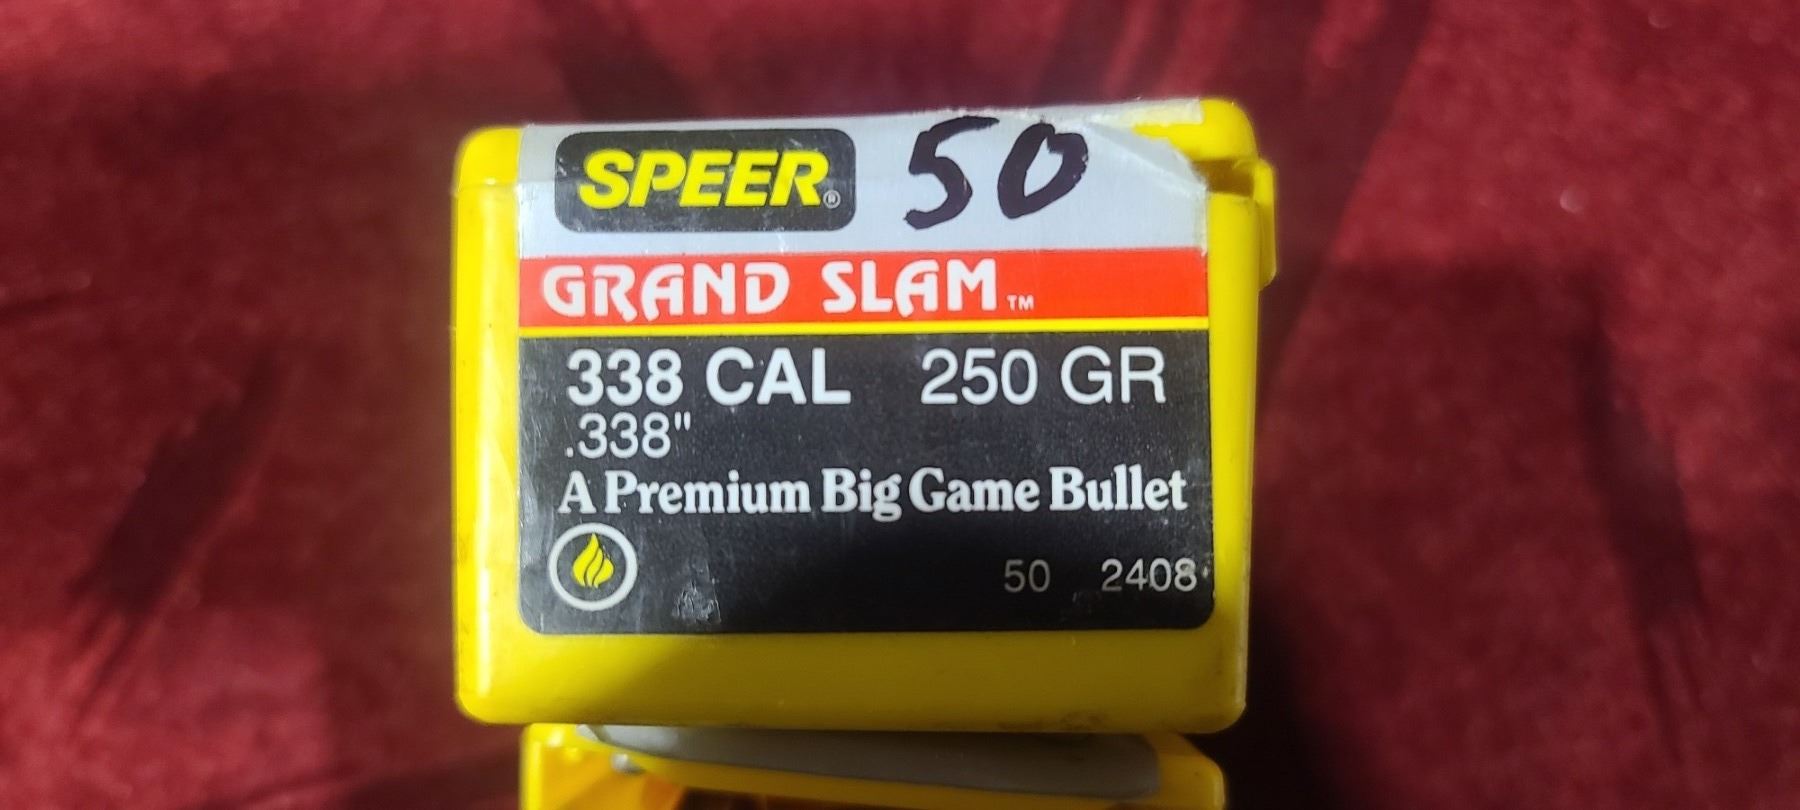 SPEER® 50
GRAND SLAM™
338 CAL 250 GR
.338"
A Premium Big Game Bullet
50 2408